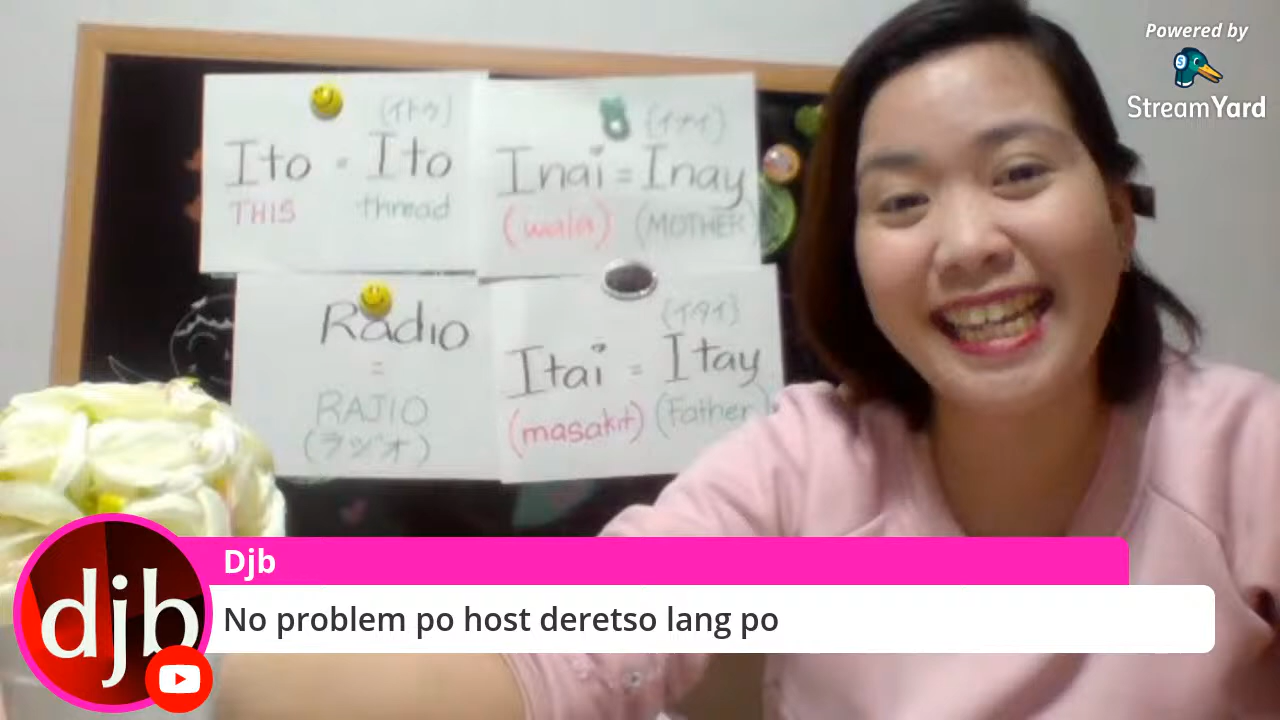 Powered by
StreamYard
(イトウ)
Ito = Ito
THIS thread
(イナイ)
Inai = Inay
(wala) (MOTHER)
Radio
=
RAJIO
(ラジオ)
(イタイ)
Itai = Itay
(masakit) (Father)
Djb
djb
No problem po host deretso lang po